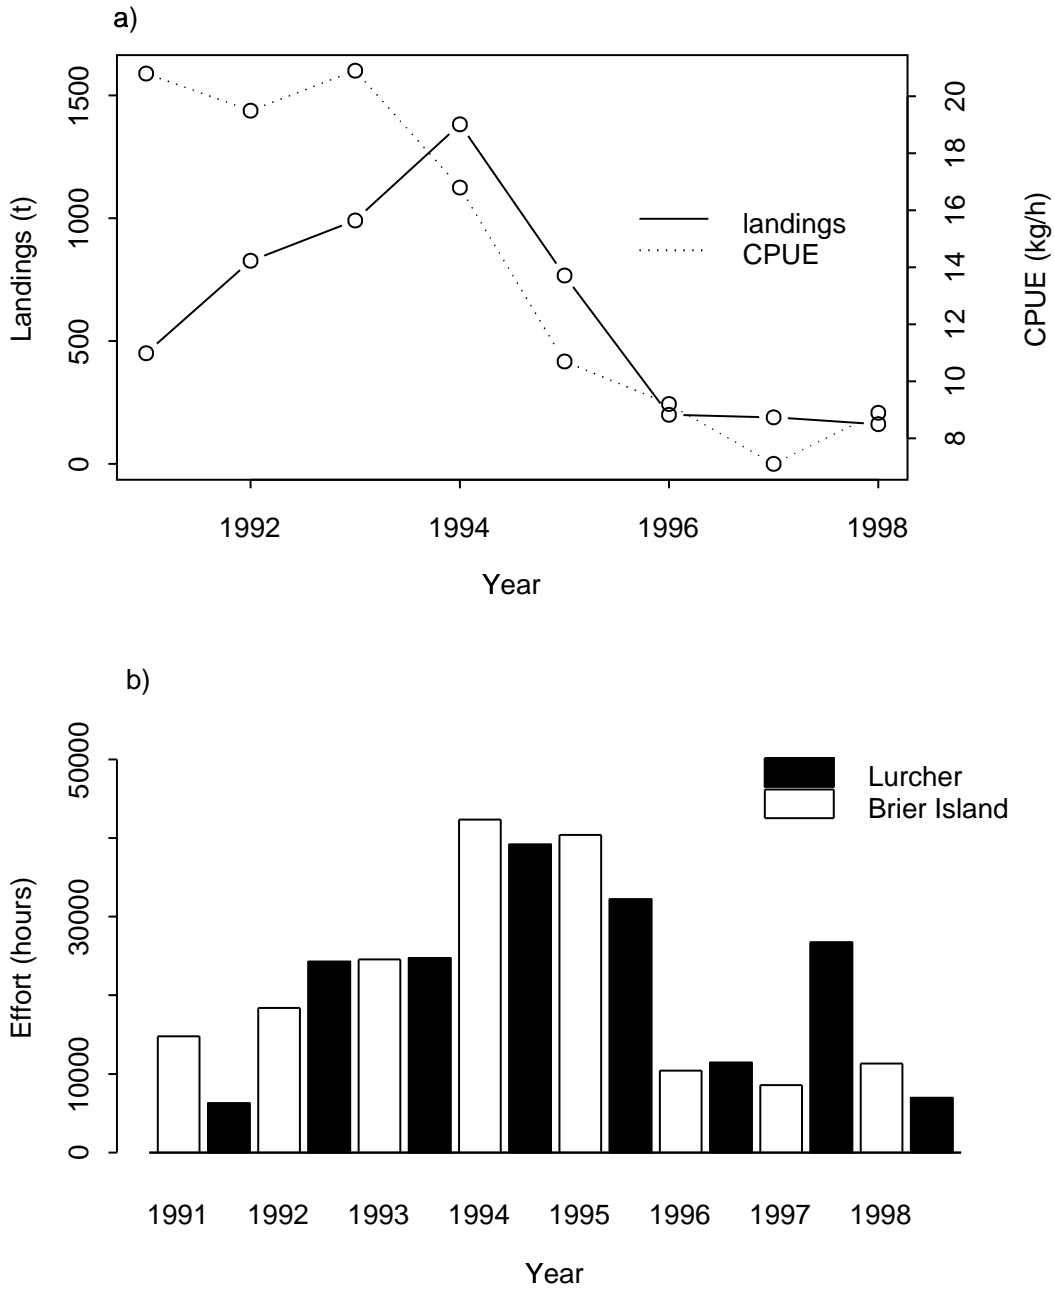 a)
Landings (t)
1500
1000
500
0
20
18
16
14
12
10
8
CPUE (kg/h)
landings
CPUE
1992 1994 1996 1998
Year
b)
Effort (hours)
50000
30000
10000
0
Lurcher
Brier Island
1991 1992 1993 1994 1995 1996 1997 1998
Year